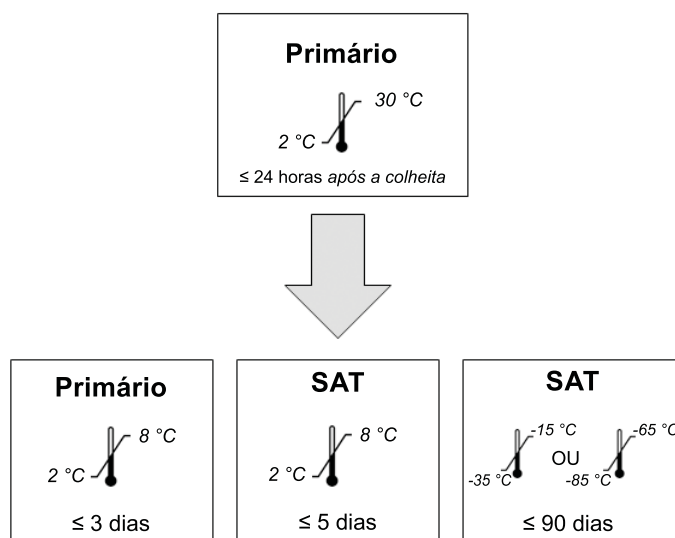 Primário
30 °C
2 °C
≤ 24 horas após a colheita
Primário
8 °C
2 °C
≤ 3 dias
SAT
8 °C
2 °C
≤ 5 dias
SAT
-15 °C
-35 °C
OU
-65 °C
-85 °C
≤ 90 dias